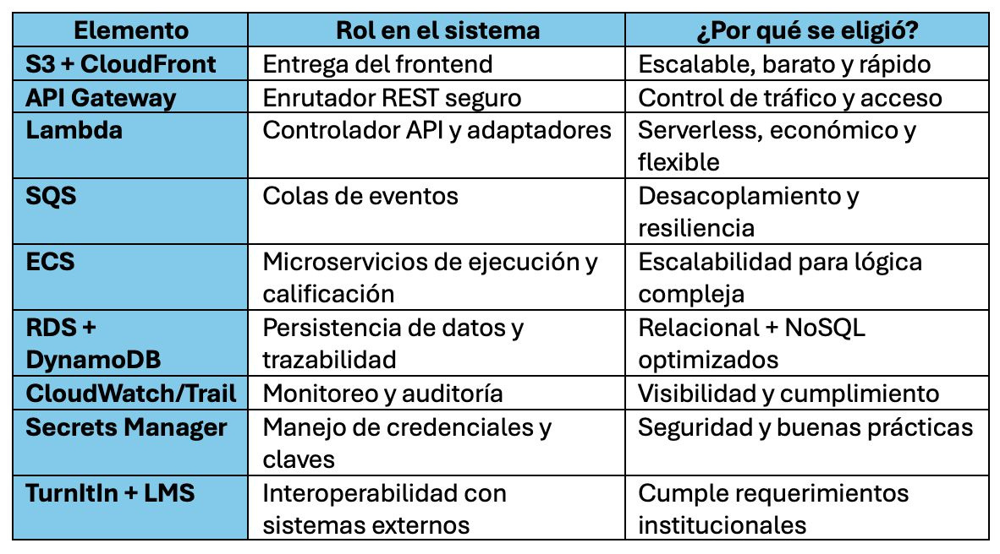 Elemento Rol en el sistema ¿Por qué se eligió?
S3 + CloudFront Entrega del frontend Escalable, barato y rápido
API Gateway Enrutador REST seguro Control de tráfico y acceso
Lambda Controlador API y adaptadores Serverless, económico y
flexible
SQS Colas de eventos Desacoplamiento y
resiliencia
ECS Microservicios de ejecución y Escalabilidad para lógica
calificación compleja
RDS + Persistencia de datos y Relacional + NoSQL
DynamoDB trazabilidad optimizados
CloudWatch/Trail Monitoreo y auditoría Visibilidad y cumplimiento
Secrets Manager Manejo de credenciales y Seguridad y buenas prácticas
claves
TurnItIn + LMS Interoperabilidad con Cumple requerimientos
sistemas externos institucionales